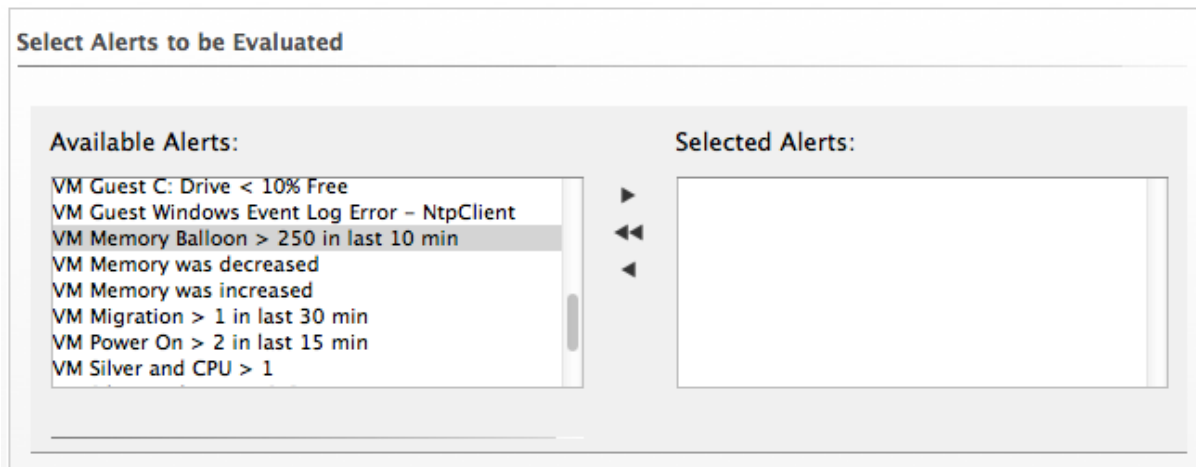 Select Alerts to be Evaluated
Available Alerts:
VM Guest C: Drive < 10% Free
VM Guest Windows Event Log Error – NtpClient
VM Memory Balloon > 250 in last 10 min
VM Memory was decreased
VM Memory was increased
VM Migration > 1 in last 30 min
VM Power On > 2 in last 15 min
VM Silver and CPU > 1
Selected Alerts: